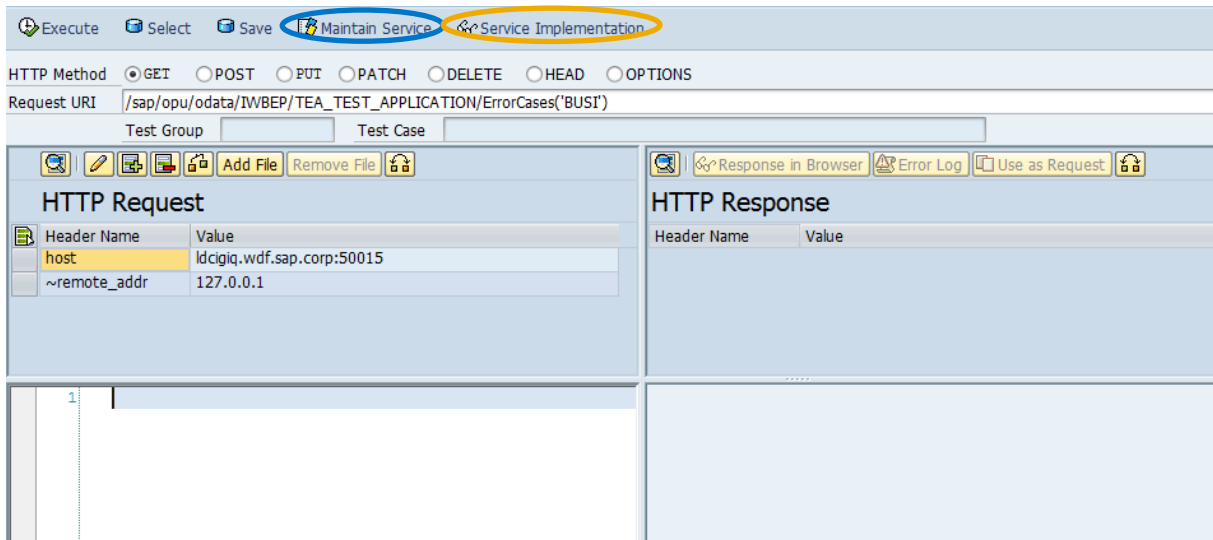 Execute Select Save Maintain Service Service Implementation
HTTP Method GET POST PUT PATCH DELETE HEAD OPTIONS
Request URI /sap/opu/odata/IWBEP/TEA_TEST_APPLICATION/ErrorCases('BUSI')
Test Group Test Case
Add File Remove File Response in Browser Error Log Use as Request
HTTP Request HTTP Response
Header Name Value Header Name Value
host ldcigiq.wdf.sap.corp:50015
~remote_addr 127.0.0.1
1